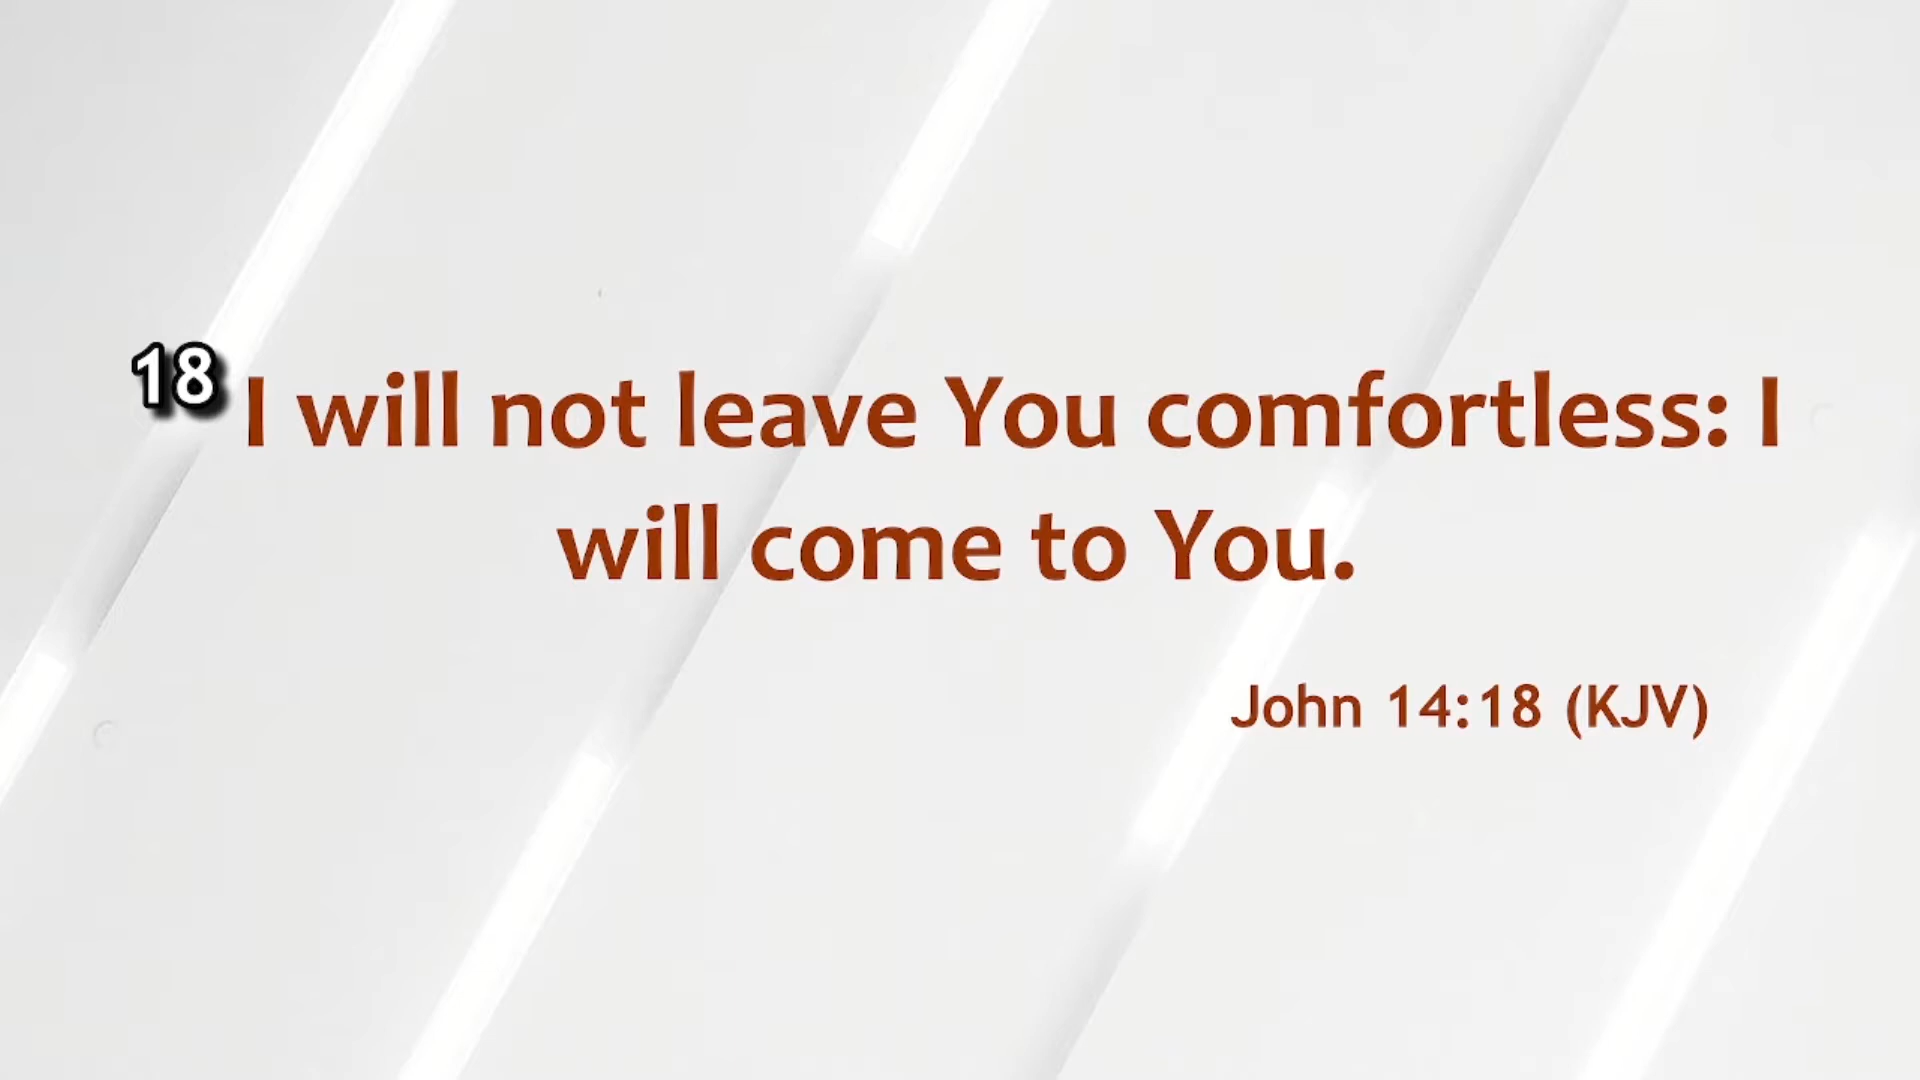 18 I will not leave You comfortless: I
will come to You.
John 14:18 (KJV)